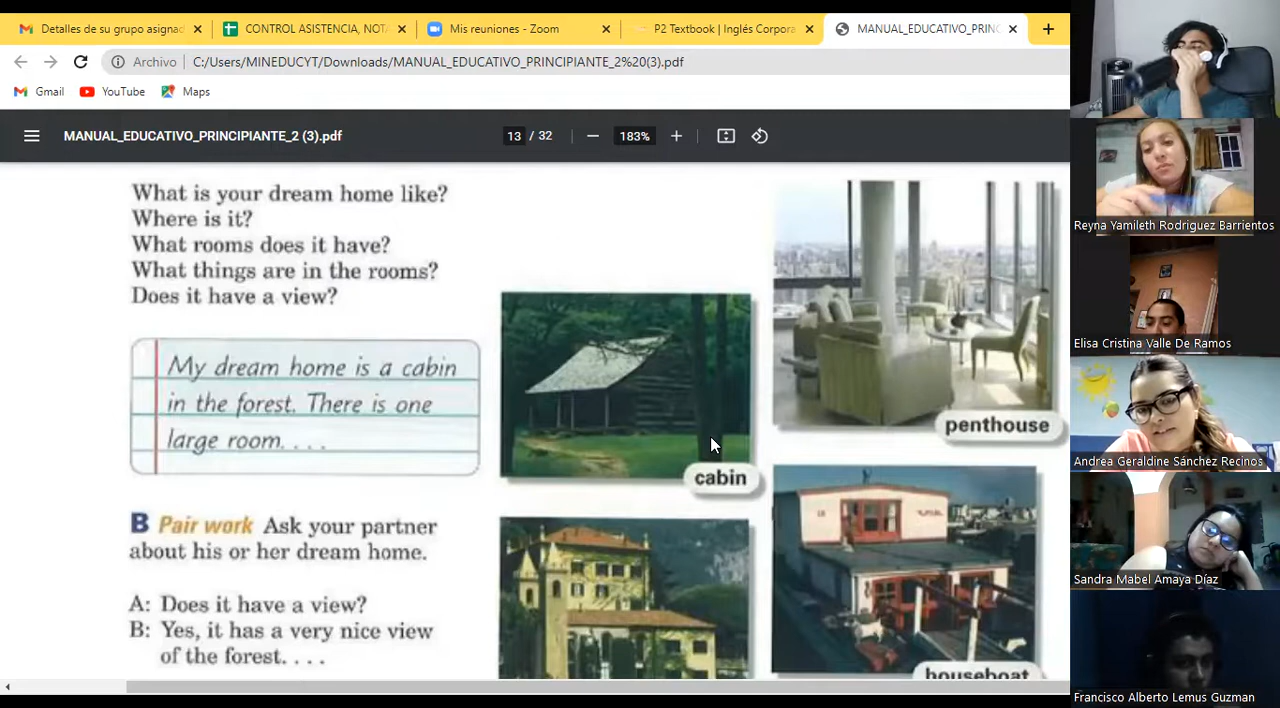 Detalles de su grupo asignad
CONTROL ASISTENCIA, NOT
Mis reuniones - Zoom
P2 Textbook | Inglés Corpora
MANUAL_EDUCATIVO_PRINC
Archivo
C:/Users/MINEDUCYT/Downloads/MANUAL_EDUCATIVO_PRINCIPIANTE_2%20(3).pdf
Gmail
YouTube
Maps
MANUAL_EDUCATIVO_PRINCIPIANTE_2 (3).pdf
13 / 32
183%
What is your dream home like?
Where is it?
What rooms does it have?
What things are in the rooms?
Does it have a view?
My dream home is a cabin
in the forest. There is one
large room. . . .
B Pair work Ask your partner
about his or her dream home.
A: Does it have a view?
B: Yes, it has a very nice view
of the forest. . . .
penthouse
cabin
houseboat
Reyna Yamileth Rodriguez Barrientos
Elisa Cristina Valle De Ramos
Andrea Geraldine Sánchez Recinos
Sandra Mabel Amaya Díaz
Francisco Alberto Lemus Guzman